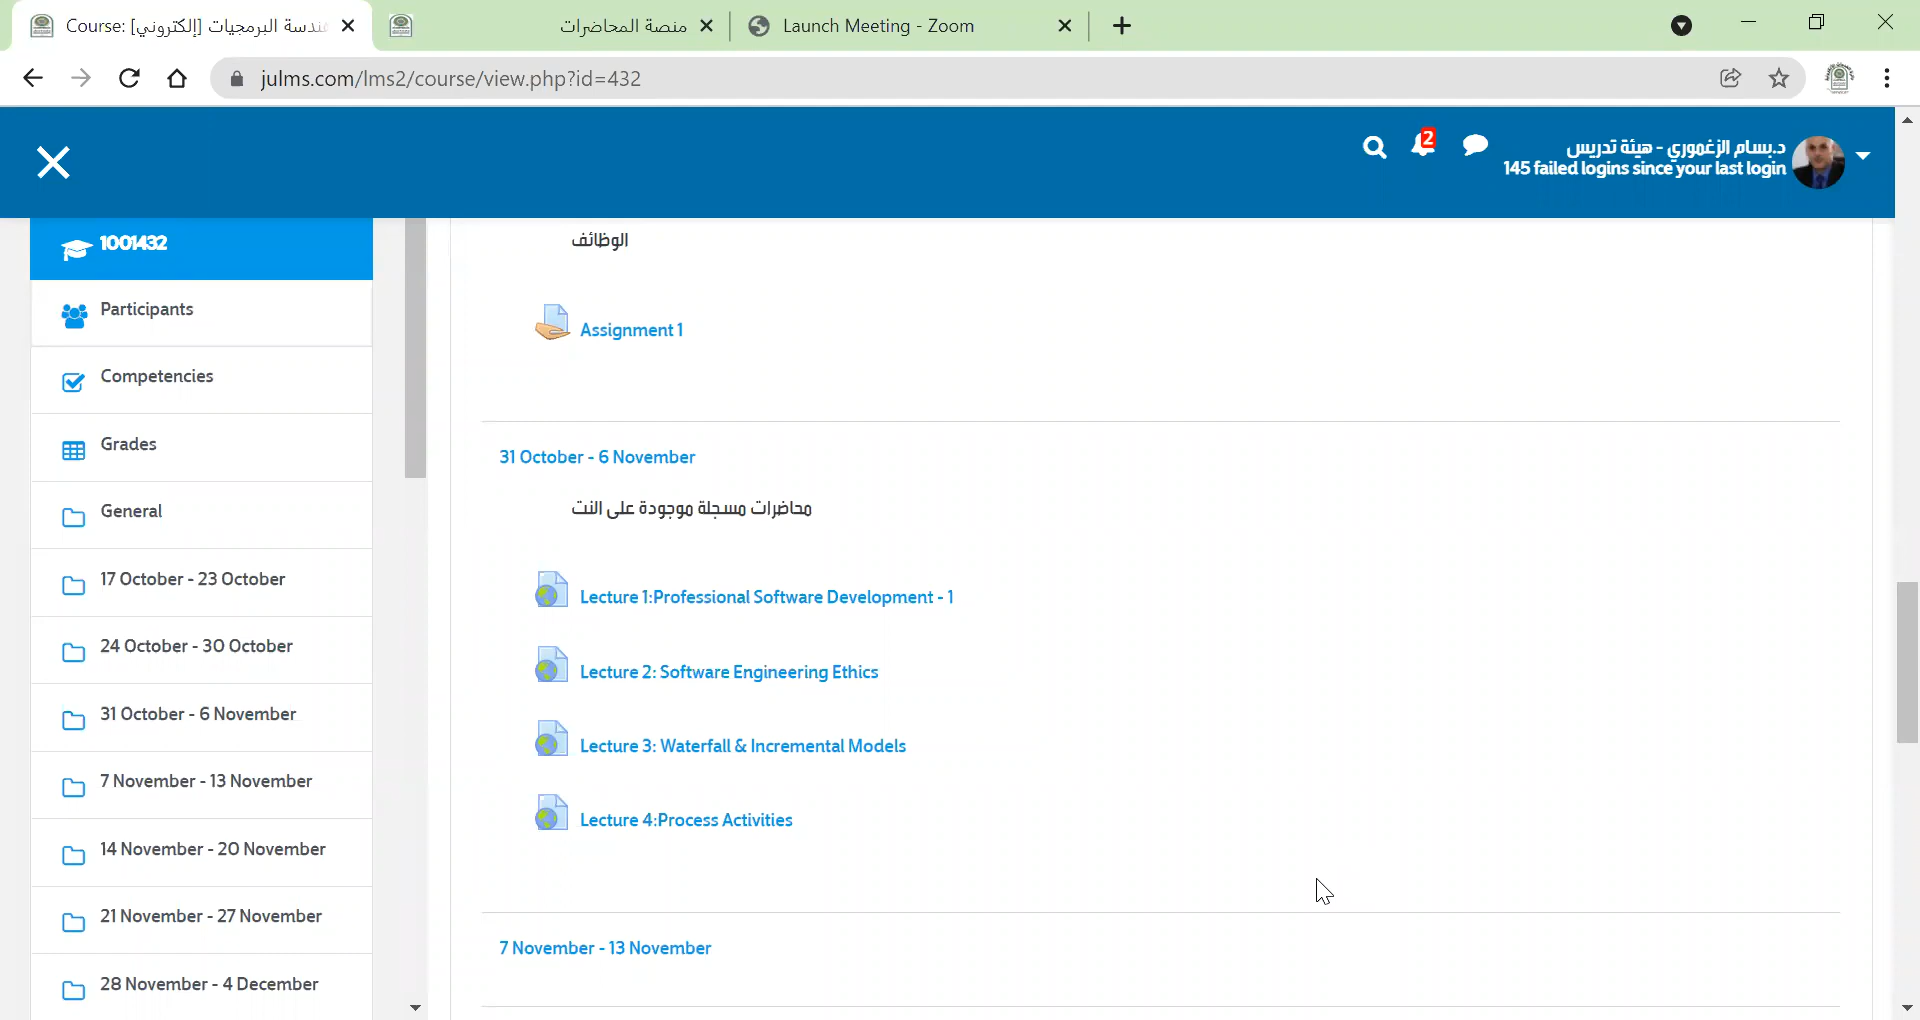 Course: [إلكتروني] هندسة البرمجيات
منصة المحاضرات
Launch Meeting - Zoom
julms.com/lms2/course/view.php?id=432
2
د.بسام الزغموري - هيئة تدريس
145 failed logins since your last login
1001432
Participants
Competencies
Grades
General
17 October - 23 October
24 October - 30 October
31 October - 6 November
7 November - 13 November
14 November - 20 November
21 November - 27 November
28 November - 4 December
الوظائف
Assignment 1
31 October - 6 November
محاضرات مسجلة موجودة على النت
Lecture 1:Professional Software Development - 1
Lecture 2: Software Engineering Ethics
Lecture 3: Waterfall & Incremental Models
Lecture 4:Process Activities
7 November - 13 November